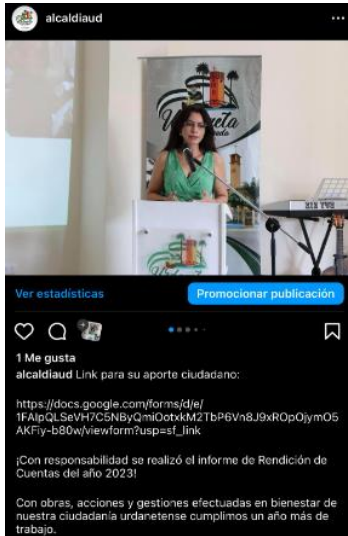 alcaldiaud
Urdaneta
Ver estadísticas
Promocionar publicación
1 Me gusta
alcaldiaud Link para su aporte ciudadano:
https://docs.google.com/forms/d/e/
1FAIpQLSeVH7C5NByQmiOotxkM2TbP6Vn8J9xROpOjymO5
AKFiy-b80w/viewform?usp=sf_link
¡Con responsabilidad se realizó el informe de Rendición de
Cuentas del año 2023!
Con obras, acciones y gestiones efectuadas en bienestar de
nuestra ciudadanía urdanetense cumplimos un año más de
trabajo.